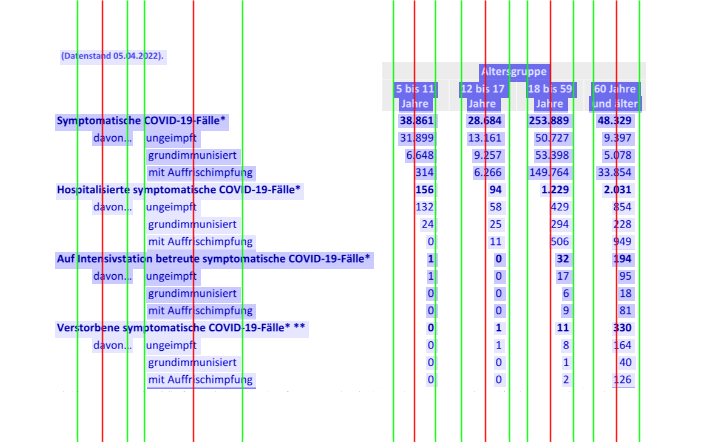 (Datenstand 05.04.2022).
Altersgruppe
5 bis 11 Jahre 12 bis 17 Jahre 18 bis 59 Jahre 60 Jahre und älter
Symptomatische COVID-19-Fälle* 38.861 28.684 253.889 48.329
davon... ungeimpft 31.899 13.161 50.727 9.397
grundimmunisiert 6.648 9.257 53.398 5.078
mit Auffrischimpfung 314 6.266 149.764 33.854
Hospitalisierte symptomatische COVID-19-Fälle* 156 94 1.229 2.031
davon... ungeimpft 132 58 429 854
grundimmunisiert 24 25 294 228
mit Auffrischimpfung 0 11 506 949
Auf Intensivstation betreute symptomatische COVID-19-Fälle* 1 0 32 194
davon... ungeimpft 1 0 17 95
grundimmunisiert 0 0 6 18
mit Auffrischimpfung 0 0 9 81
Verstorbene symptomatische COVID-19-Fälle* ** 0 1 11 330
davon... ungeimpft 0 1 8 164
grundimmunisiert 0 0 1 40
mit Auffrischimpfung 0 0 2 126